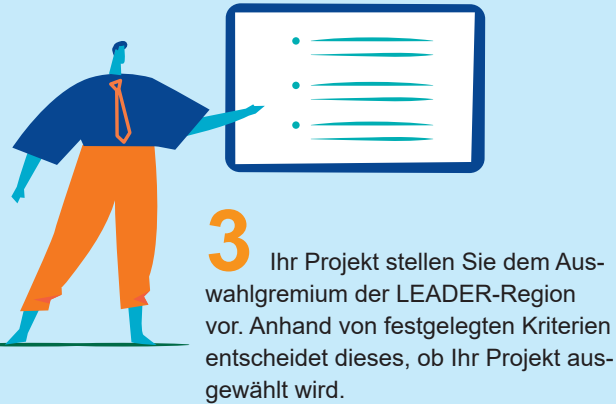 3 Ihr Projekt stellen Sie dem Aus-
wahlgremium der LEADER-Region
vor. Anhand von festgelegten Kriterien
entscheidet dieses, ob Ihr Projekt aus-
gewählt wird.